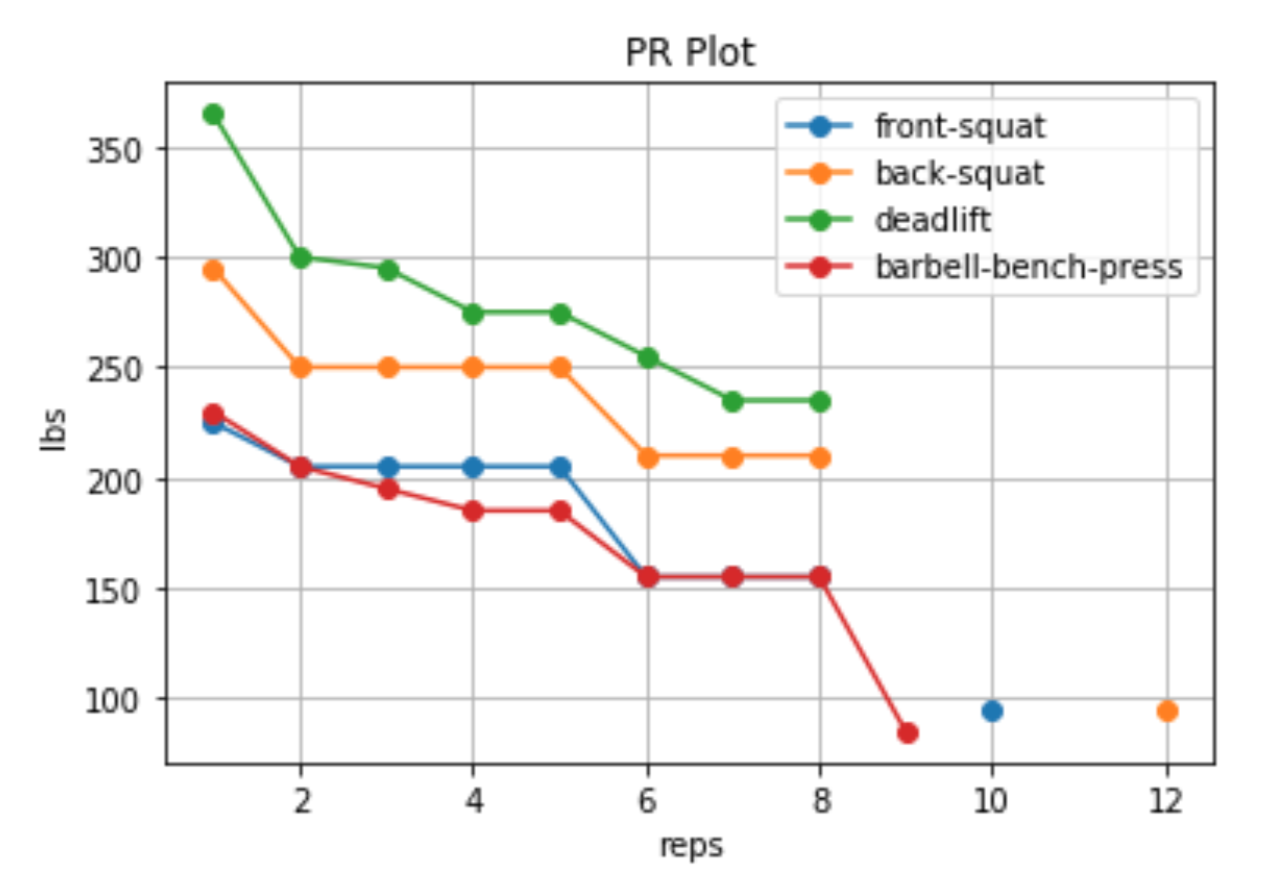 PR Plot
front-squat
back-squat
deadlift
barbell-bench-press
350
300
250
200
150
100
lbs
2 4 6 8 10 12
reps